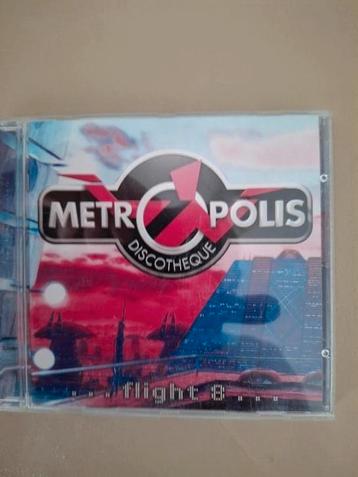 METROPOLIS
DISCOTHEQUE
...flight 8...